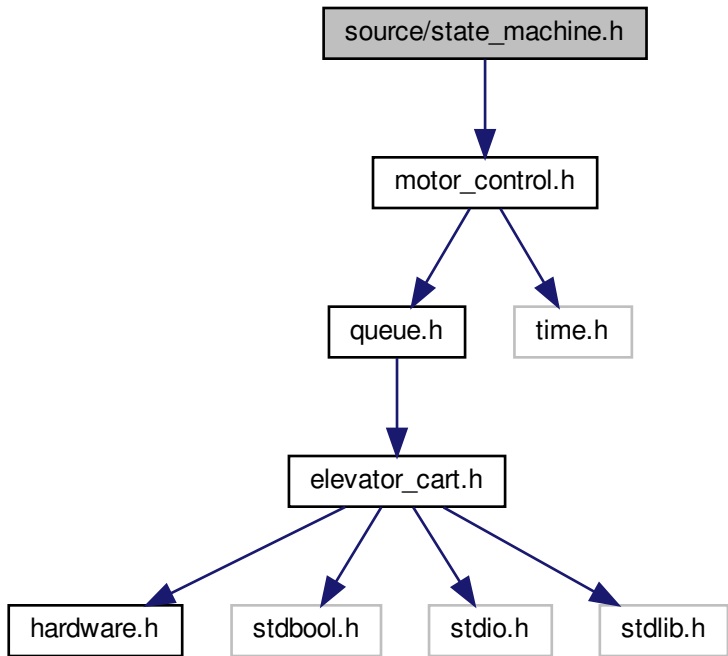 source/state_machine.h
motor_control.h
queue.h
time.h
elevator_cart.h
hardware.h
stdbool.h
stdio.h
stdlib.h